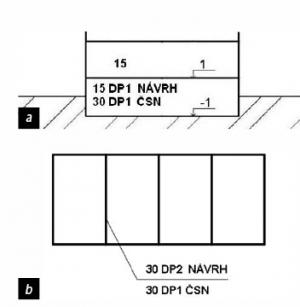 15 1
15 DP1 NÁVRH
30 DP1 ČSN
-1
a
30 DP2 NÁVRH
30 DP1 ČSN
b